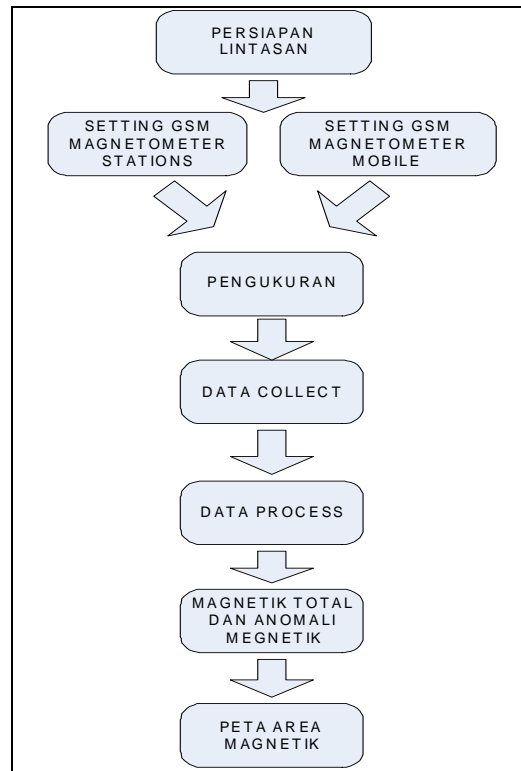 PERSIAPAN
LINTASAN
SETTING GSM
MAGNETOMETER
STATIONS
SETTING GSM
MAGNETOMETER
MOBILE
PENGUKURAN
DATA COLLECT
DATA PROCESS
MAGNETIK TOTAL
DAN ANOMALI
MEGNETIK
PETA AREA
MAGNETIK